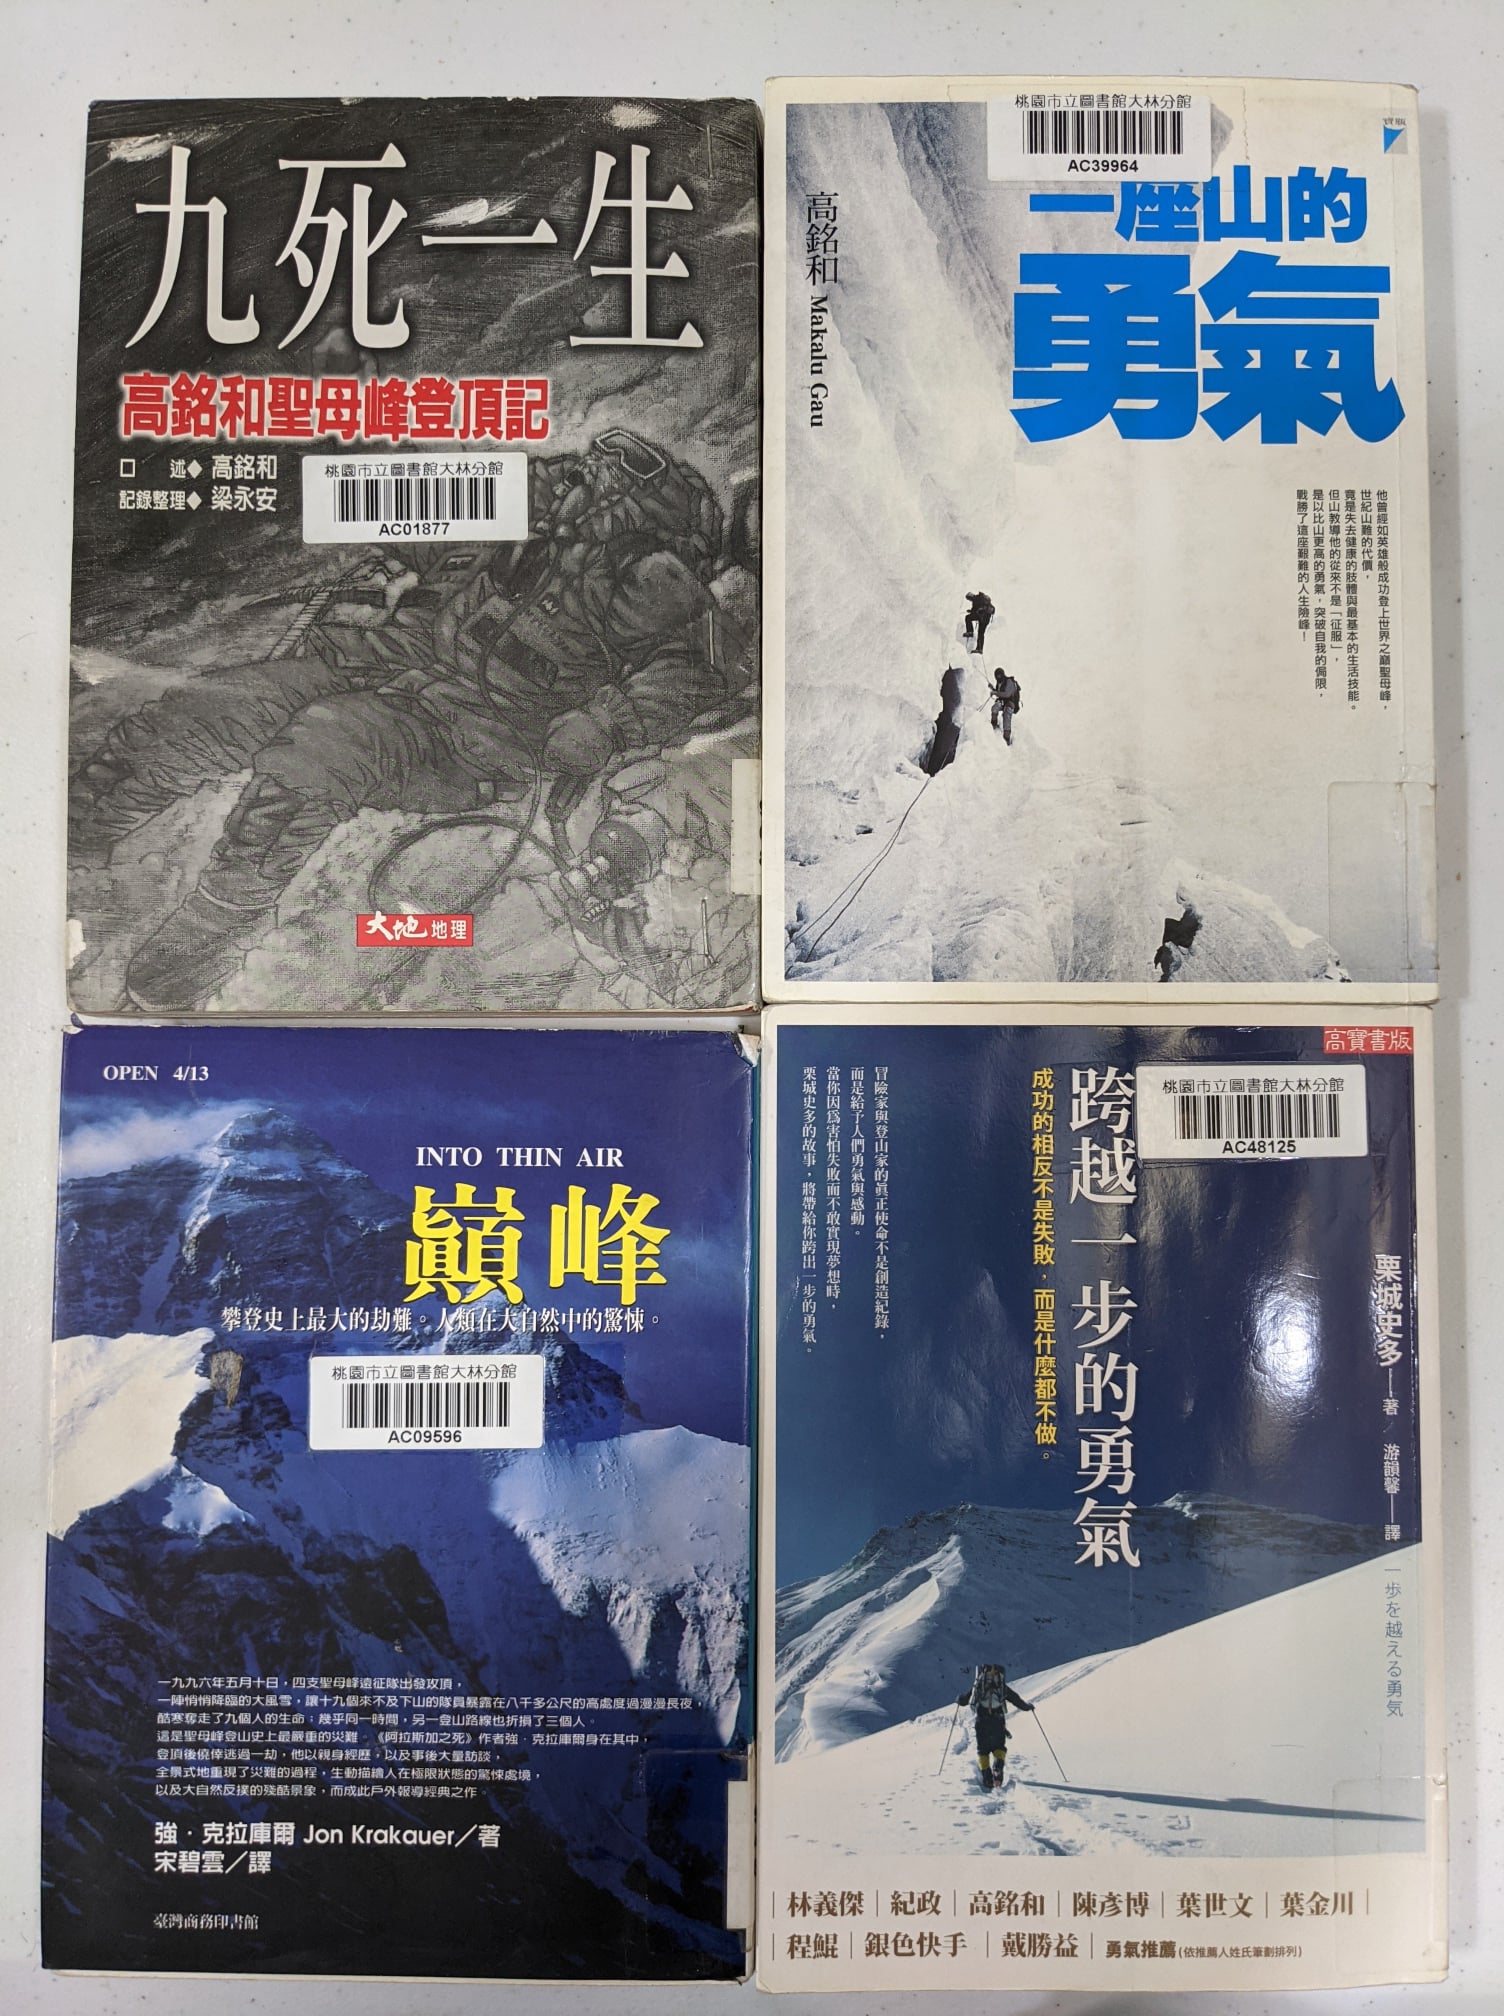 九死一生
高銘和聖母峰登頂記
口述◆高銘和
記錄整理◆梁永安
桃園市立圖書館大林分館
AC01877
大地地理
桃園市立圖書館大林分館
AC39964
寶瓶
一座山的
勇氣
高銘和 Makalu Gau
他曾經如英雄般成功登上世界之巔聖母峰，
世紀山難的代價，
竟是失去健康的肢體與最基本的生活技能。
但山教導他的從來不是「征服」，
是以比山更高的勇氣，突破自我的侷限，
戰勝了這座艱難的人生險峰！
OPEN 4/13
INTO THIN AIR
巔峰
攀登史上最大的劫難。人類在大自然中的驚悚。
桃園市立圖書館大林分館
AC09596
一九九六年五月十日，四支聖母峰遠征隊出發攻頂，
一陣悄悄降臨的大風雪，讓十九個來不及下山的隊員暴露在八千多公尺的高處度過漫漫長夜，
酷寒奪走了九個人的生命；幾乎同一時間，另一登山路線也折損了三個人。
這是聖母峰登山史上最嚴重的災難。《阿拉斯加之死》作者強·克拉庫爾身在其中，
登頂後僥倖逃過一劫，他以親身經歷，以及事後大量訪談，
全景式地重現了災難的過程，生動描繪人在極限狀態的驚悚處境，
以及大自然反撲的殘酷景象，而成此戶外報導經典之作。
強·克拉庫爾 Jon Krakauer／著
宋碧雲／譯
臺灣商務印書館
高寶書版
桃園市立圖書館大林分館
AC48125
栗城史多——著 游韻馨——譯
一歩を越える勇気
跨越一步的勇氣
成功的相反不是失敗，而是什麼都不做。
冒險家與登山家的真正使命不是創造紀錄，
而是給予人們勇氣與感動。
當你因為害怕失敗而不敢實現夢想時，
栗城史多的故事，將帶給你跨出一步的勇氣。
｜林義傑｜紀政｜高銘和｜陳彥博｜葉世文｜葉金川｜
｜程鯤｜銀色快手｜戴勝益｜勇氣推薦(依推薦人姓氏筆劃排列)